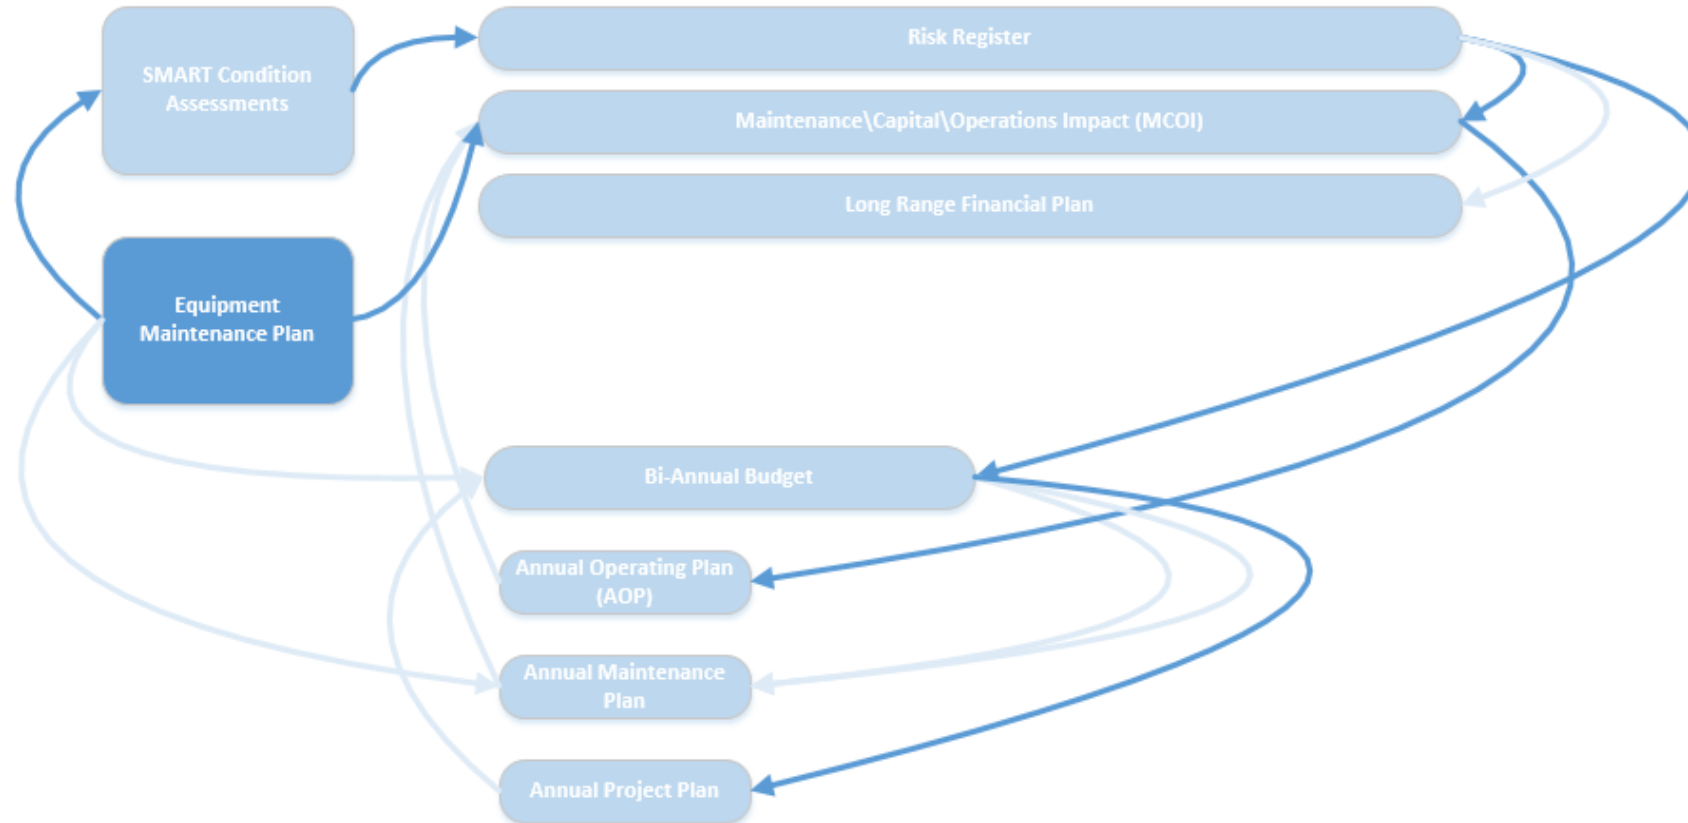 SMART Condition
Assessments
Risk Register
Maintenance\Capital\Operations Impact (MCOI)
Long Range Financial Plan
Equipment
Maintenance Plan
Bi-Annual Budget
Annual Operating Plan
(AOP)
Annual Maintenance
Plan
Annual Project Plan